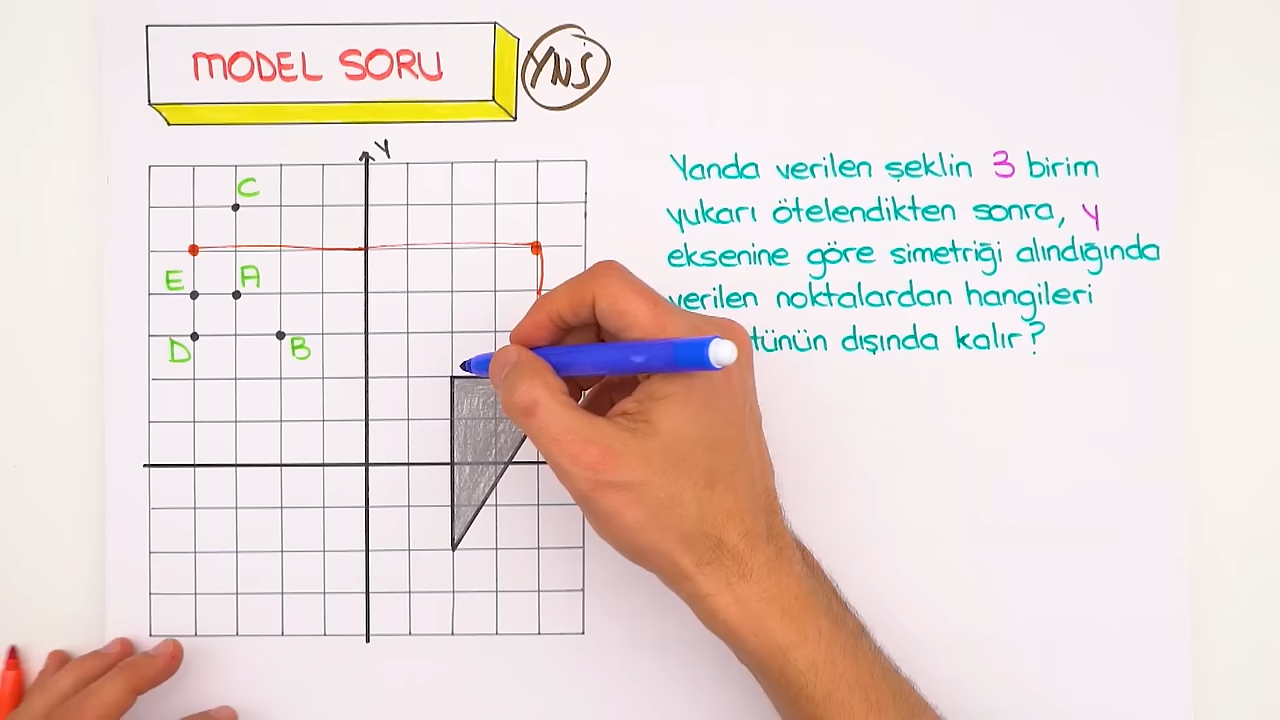 MODEL SORU
YNS
Y
C
E A
D B
Yanda verilen şeklin 3 birim
yukarı ötelendikten sonra, y
eksenine göre simetriği alındığında
verilen noktalardan hangileri
dışında kalır?